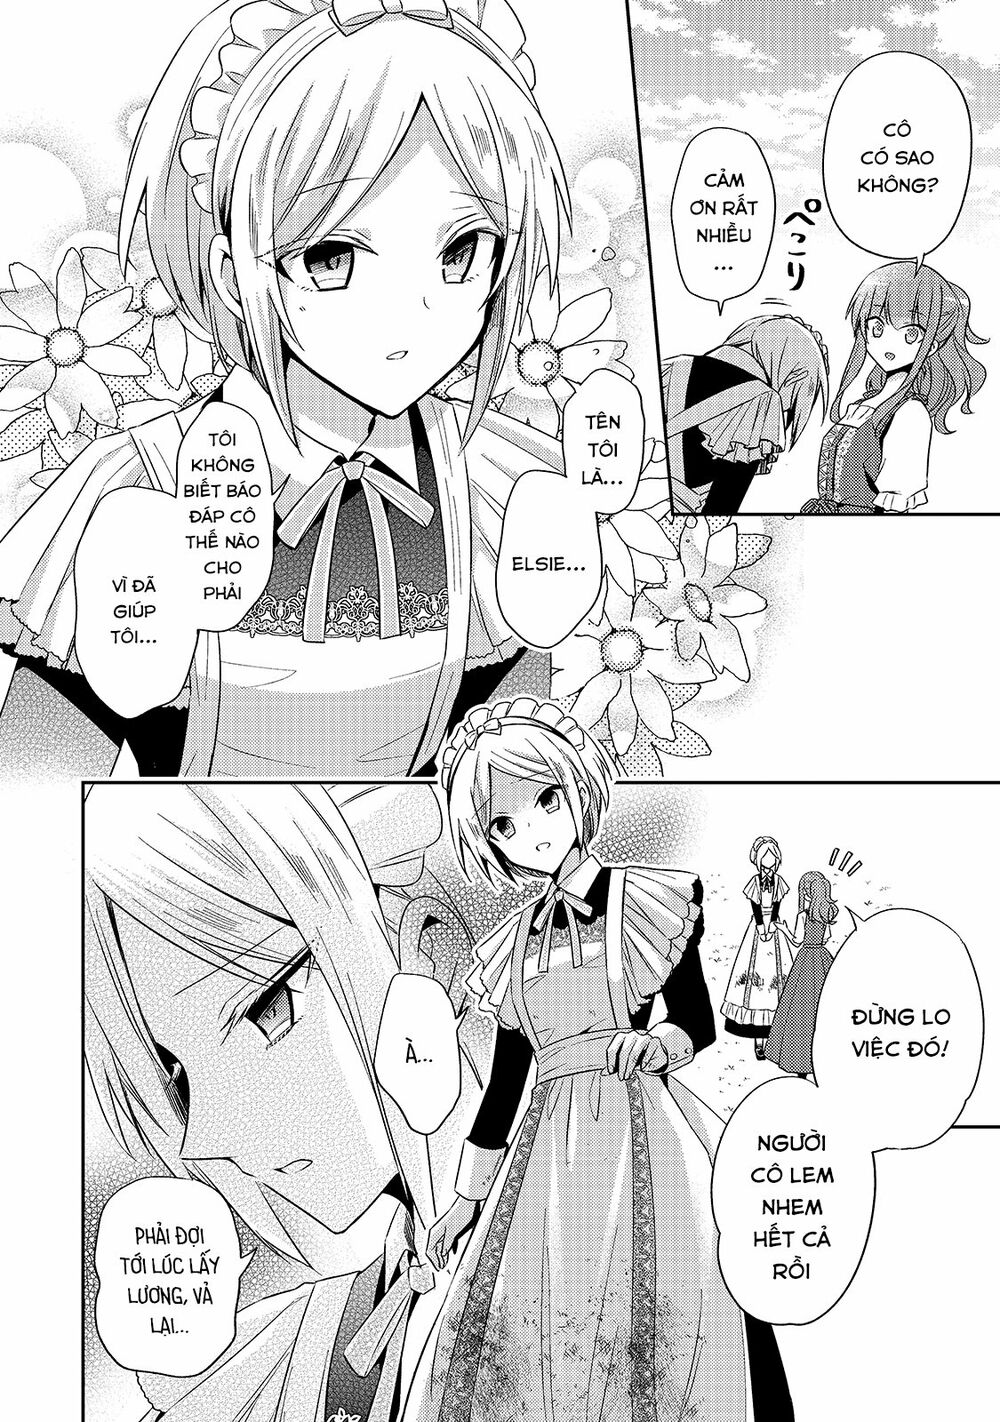 CÔ
CÓ SAO
KHÔNG?
CẢM
ƠN RẤT
NHIỀU
...
ぺこり
TÊN
TÔI
LÀ...
ELSIE...
TÔI
KHÔNG
BIẾT BÁO
ĐÁP CÔ
THẾ NÀO
CHO
PHẢI
VÌ ĐÃ
GIÚP
TÔI...
ĐỪNG LO
VIỆC ĐÓ!
NGƯỜI
CÔ LEM
NHEM
HẾT CẢ
RỒI
À...
PHẢI ĐỢI
TỚI LÚC LẤY
LƯƠNG, VẢ
LẠI...